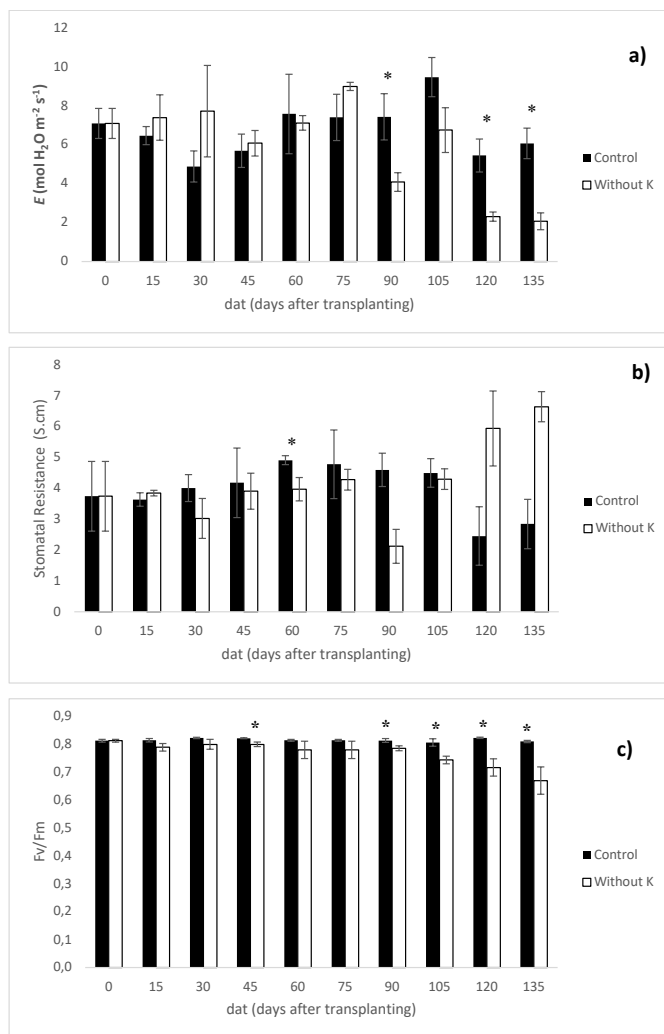 12
a)
10
*
8
*
*
6
4
2
0
E (mol H₂O m⁻² s⁻¹)
Control
Without K
0 15 30 45 60 75 90 105 120 135
dat (days after transplanting)
8
b)
7
6
*
5
4
3
2
1
0
Stomatal Resistance (S.cm)
Control
Without K
0 15 30 45 60 75 90 105 120 135
dat (days after transplanting)
0,9
* * * * *
0,8
c)
0,7
0,6
0,5
0,4
0,3
0,2
0,1
0,0
Fv/Fm
Control
Without K
0 15 30 45 60 75 90 105 120 135
dat (days after transplanting)